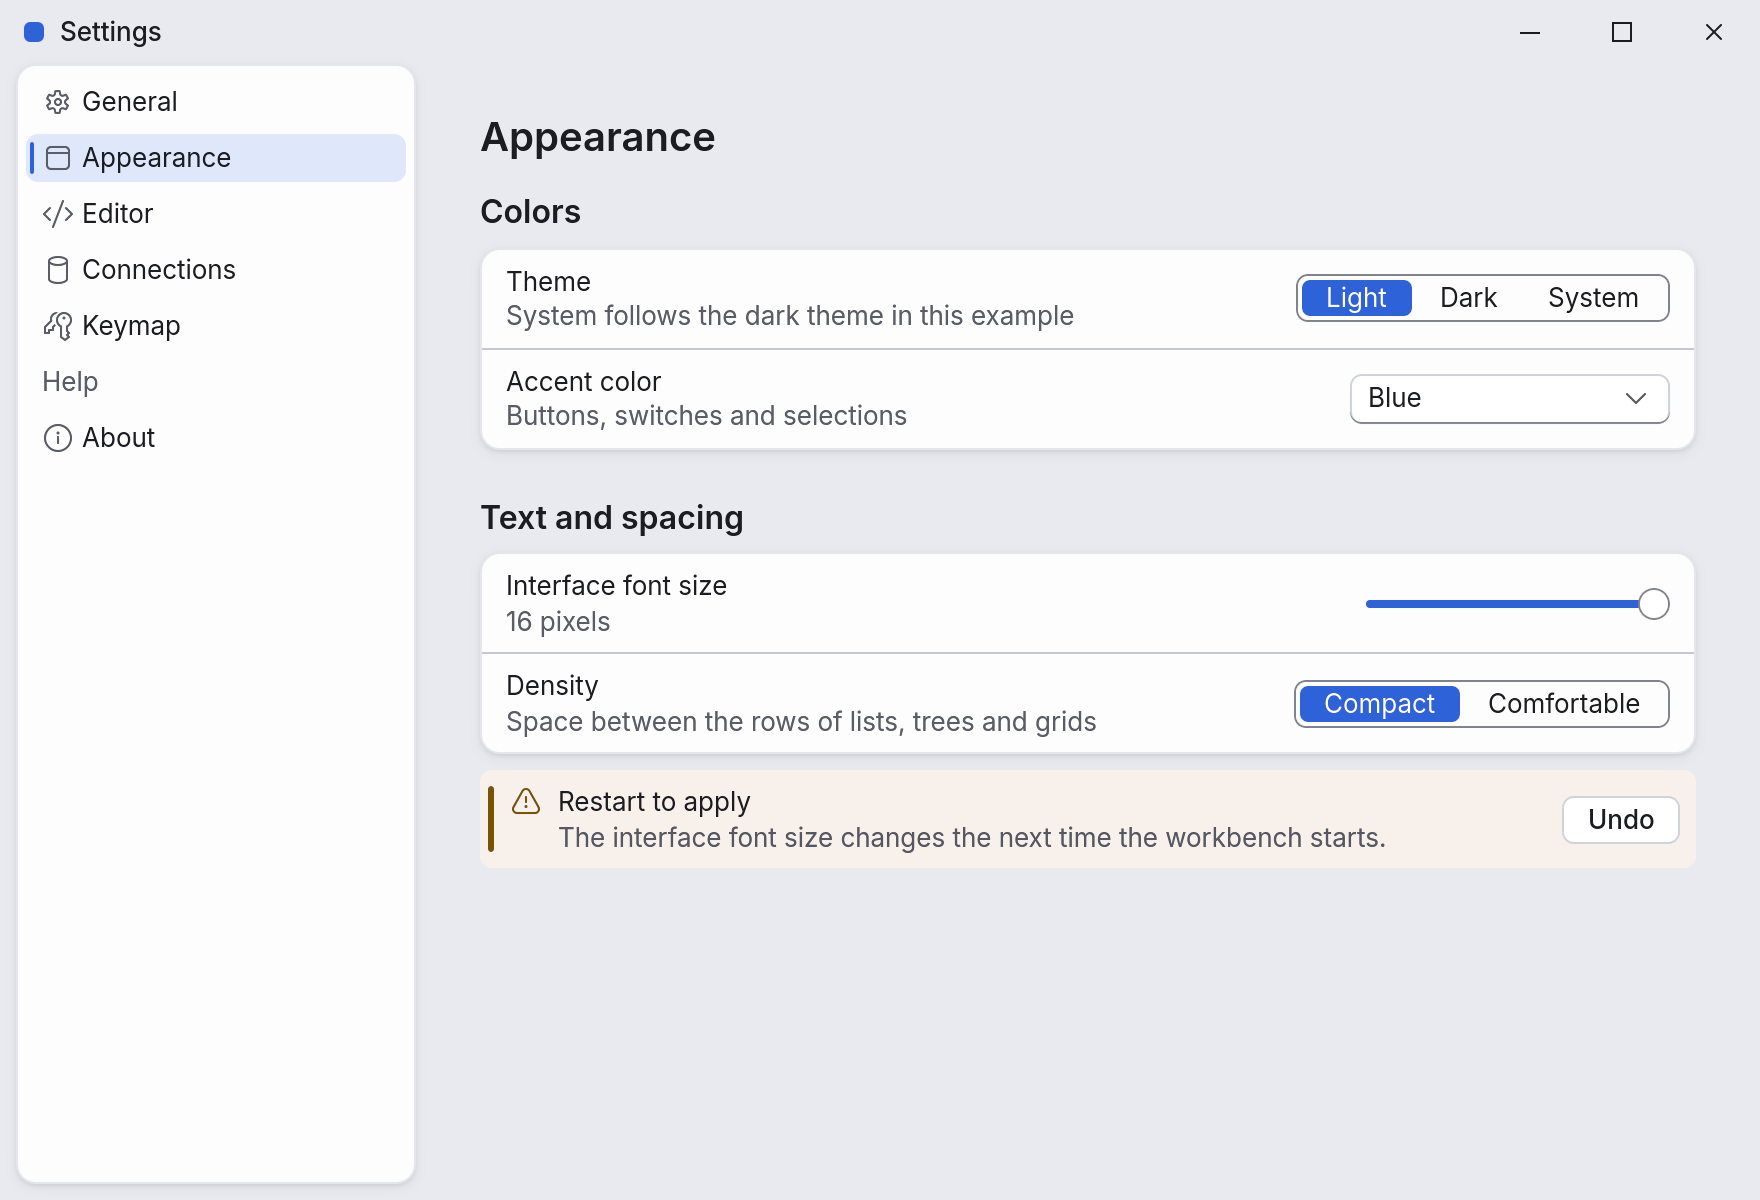 Settings
General
Appearance
Editor
Connections
Keymap
Help
About
Appearance
Colors
Theme
System follows the dark theme in this example
Light Dark System
Accent color
Buttons, switches and selections
Blue
Text and spacing
Interface font size
16 pixels
Density
Space between the rows of lists, trees and grids
Compact Comfortable
Restart to apply
The interface font size changes the next time the workbench starts.
Undo